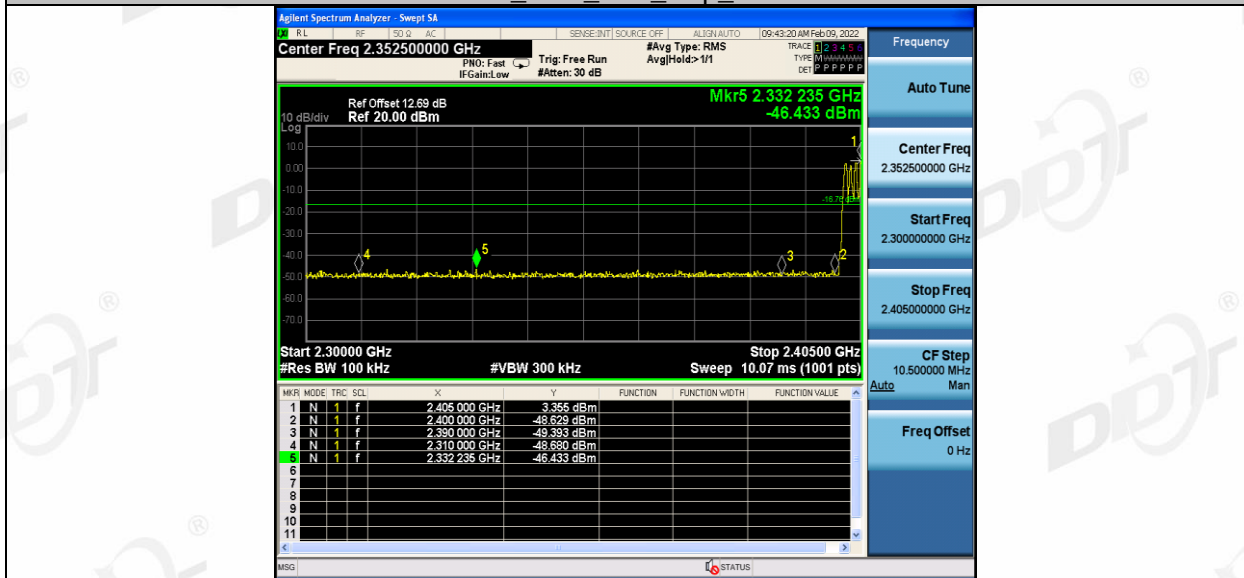 Agilent Spectrum Analyzer - Swept SA
RL RF 50 Ω AC SENSE:INT SOURCE OFF ALIGN AUTO 09:43:20 AM Feb 09, 2022
Center Freq 2.352500000 GHz
PNO: Fast
IFGain:Low
Trig: Free Run
#Atten: 30 dB
#Avg Type: RMS
Avg|Hold:>1/1
TRACE 1 2 3 4 5 6
TYPE M
DET P P P P P P
Frequency
Auto Tune
Center Freq
2.352500000 GHz
Start Freq
2.300000000 GHz
Stop Freq
2.405000000 GHz
CF Step
10.500000 MHz
Auto Man
Freq Offset
0 Hz
Mkr5 2.332 235 GHz
-46.433 dBm
Ref Offset 12.69 dB
10 dB/div Ref 20.00 dBm
Log
10.0
0.00
-10.0
-20.0
-30.0
-40.0
-50.0
-60.0
-70.0
1
-16.76 dBm
4
5
3
2
Start 2.30000 GHz Stop 2.40500 GHz
#Res BW 100 kHz #VBW 300 kHz Sweep 10.07 ms (1001 pts)
MKR MODE TRC SCL X Y FUNCTION FUNCTION WIDTH FUNCTION VALUE
1 N 1 f 2.405 000 GHz 3.355 dBm
2 N 1 f 2.400 000 GHz -48.629 dBm
3 N 1 f 2.390 000 GHz -49.393 dBm
4 N 1 f 2.310 000 GHz -48.680 dBm
5 N 1 f 2.332 235 GHz -46.433 dBm
6
7
8
9
10
11
MSG STATUS
DDT
®